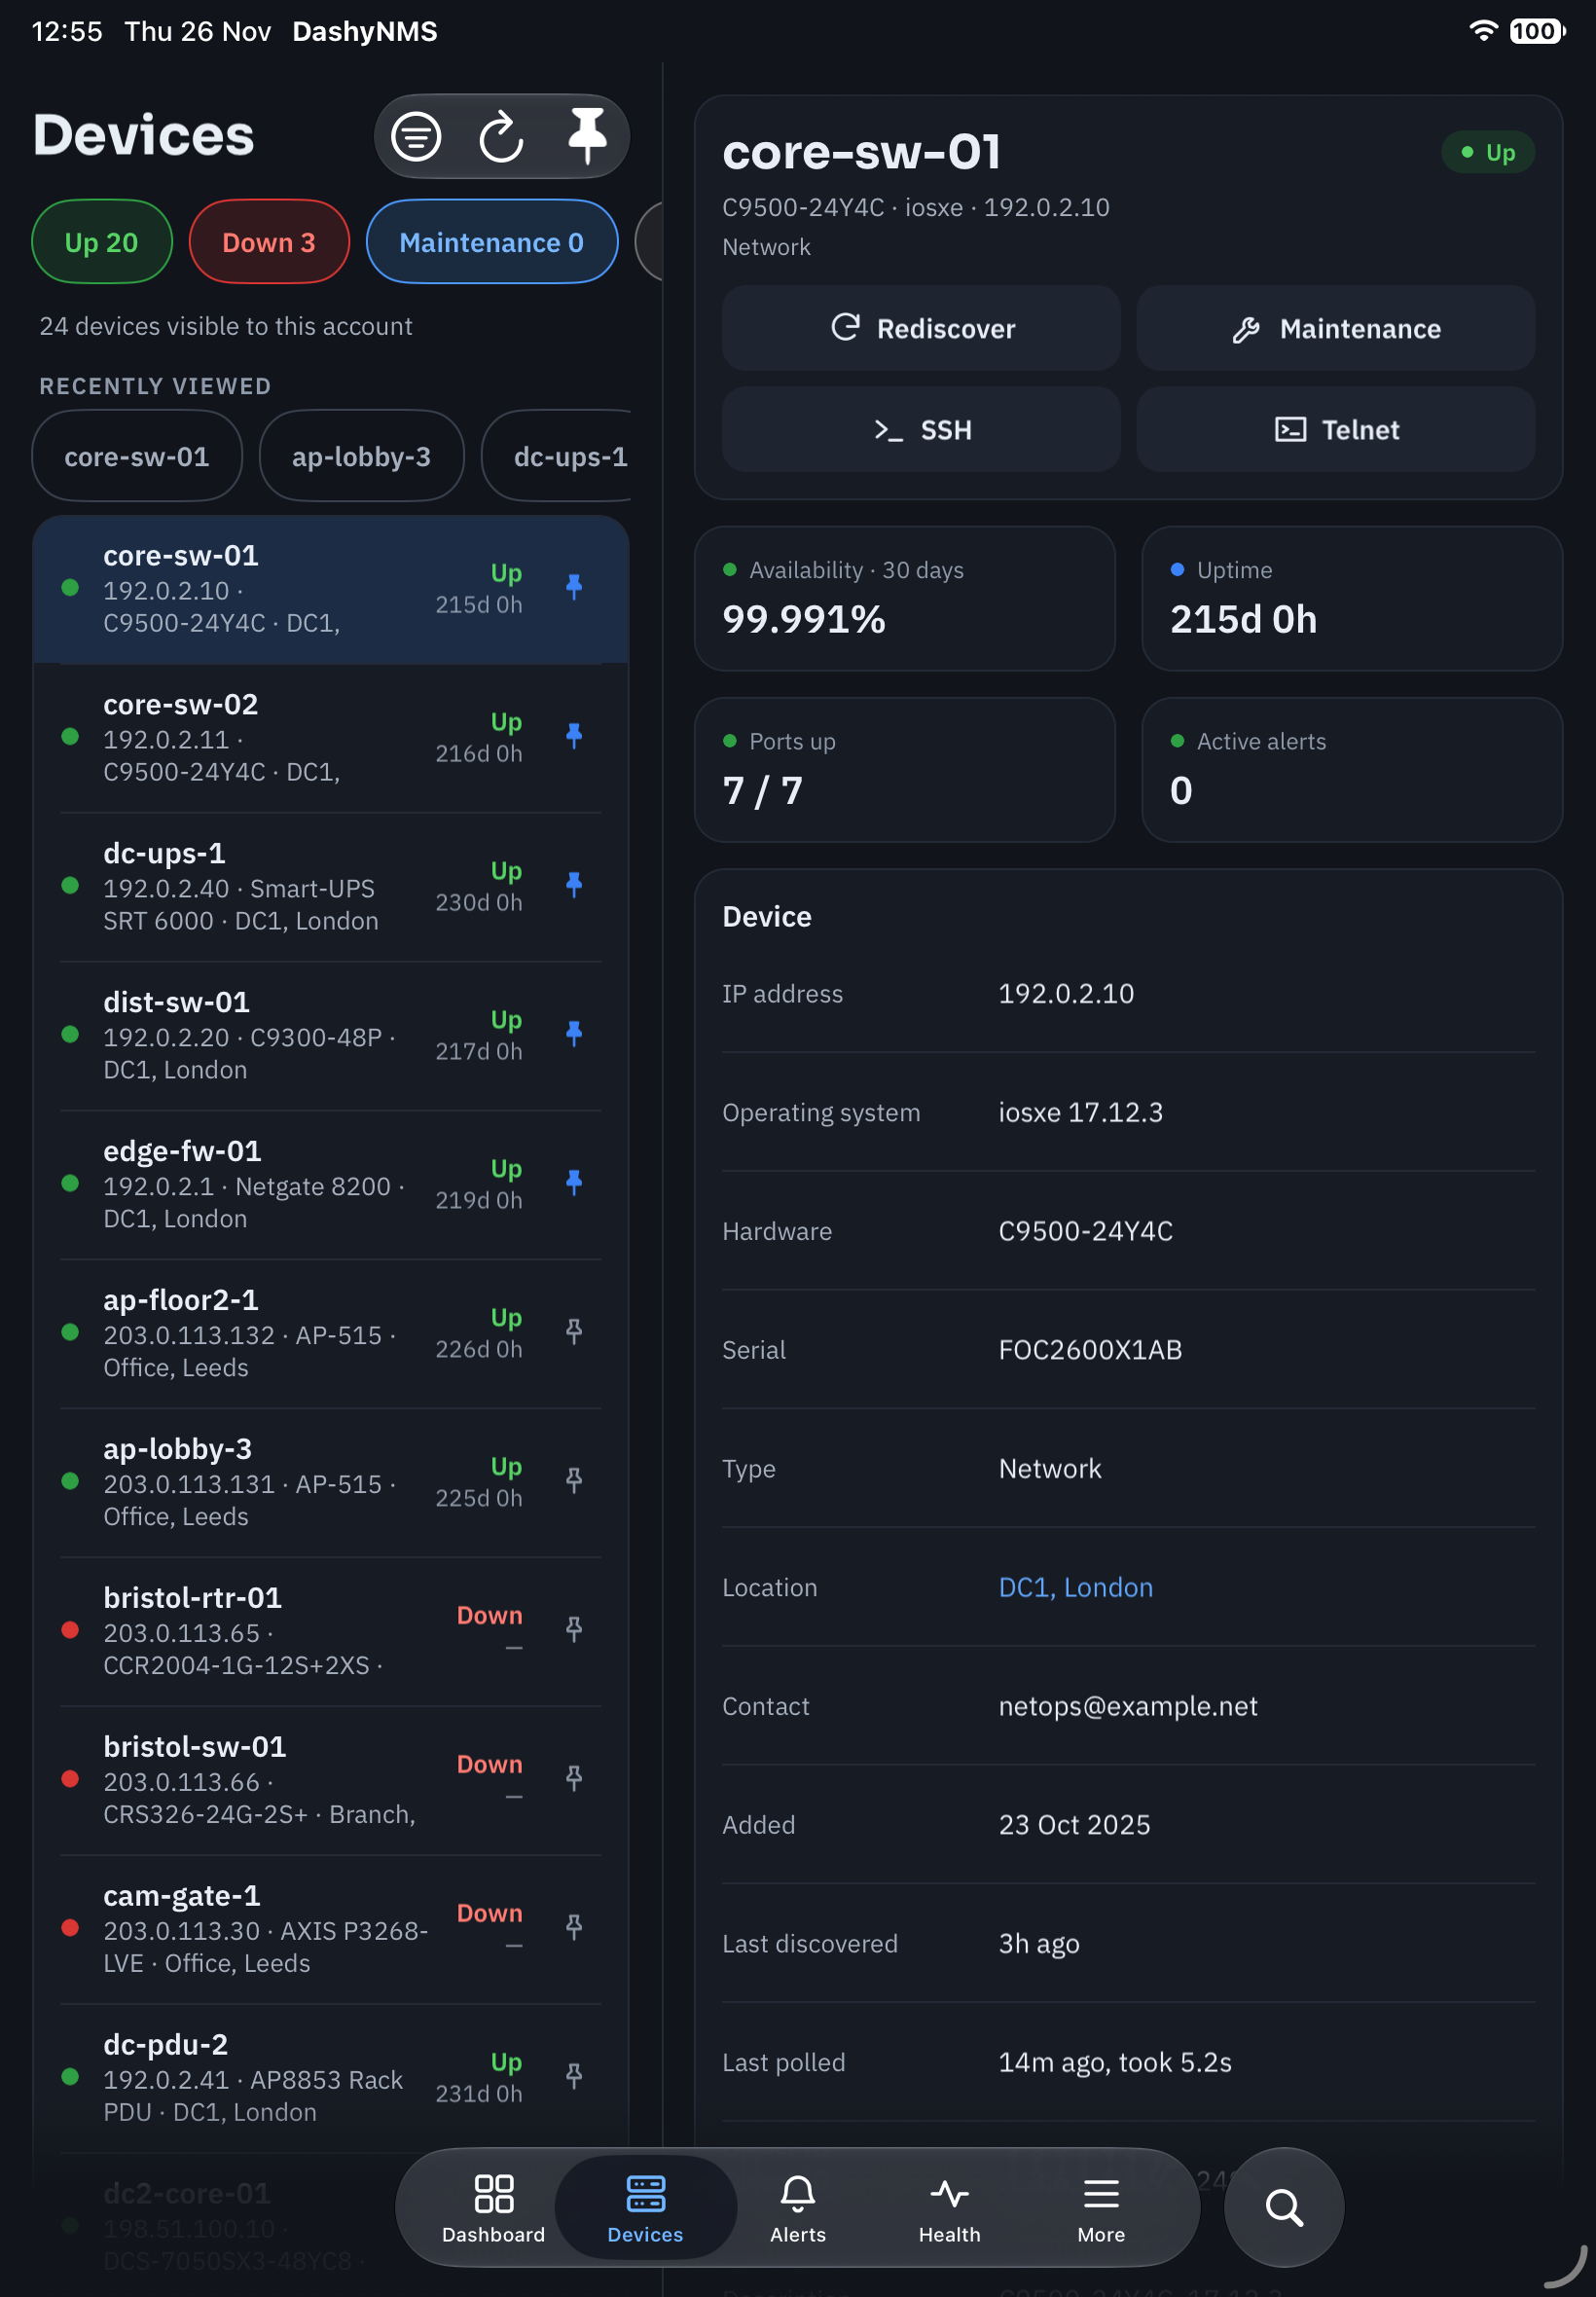 12:55 Thu 26 Nov DashyNMS
100
Devices
Up 20
Down 3
Maintenance 0
24 devices visible to this account
RECENTLY VIEWED
core-sw-01
ap-lobby-3
dc-ups-1
core-sw-01
192.0.2.10 ·
C9500-24Y4C · DC1,
Up
215d 0h
core-sw-02
192.0.2.11 ·
C9500-24Y4C · DC1,
Up
216d 0h
dc-ups-1
192.0.2.40 · Smart-UPS
SRT 6000 · DC1, London
Up
230d 0h
dist-sw-01
192.0.2.20 · C9300-48P ·
DC1, London
Up
217d 0h
edge-fw-01
192.0.2.1 · Netgate 8200 ·
DC1, London
Up
219d 0h
ap-floor2-1
203.0.113.132 · AP-515 ·
Office, Leeds
Up
226d 0h
ap-lobby-3
203.0.113.131 · AP-515 ·
Office, Leeds
Up
225d 0h
bristol-rtr-01
203.0.113.65 ·
CCR2004-1G-12S+2XS ·
Down
—
bristol-sw-01
203.0.113.66 ·
CRS326-24G-2S+ · Branch,
Down
—
cam-gate-1
203.0.113.30 · AXIS P3268-
LVE · Office, Leeds
Down
—
dc-pdu-2
192.0.2.41 · AP8853 Rack
PDU · DC1, London
Up
231d 0h
dc2-core-01
198.51.100.10 ·
DCS-7050SX3-48YC8 ·
core-sw-01
Up
C9500-24Y4C · iosxe · 192.0.2.10
Network
Rediscover
Maintenance
SSH
Telnet
Availability · 30 days
99.991%
Uptime
215d 0h
Ports up
7 / 7
Active alerts
0
Device
IP address 192.0.2.10
Operating system iosxe 17.12.3
Hardware C9500-24Y4C
Serial FOC2600X1AB
Type Network
Location DC1, London
Contact netops@example.net
Added 23 Oct 2025
Last discovered 3h ago
Last polled 14m ago, took 5.2s
Dashboard
Devices
Alerts
Health
More